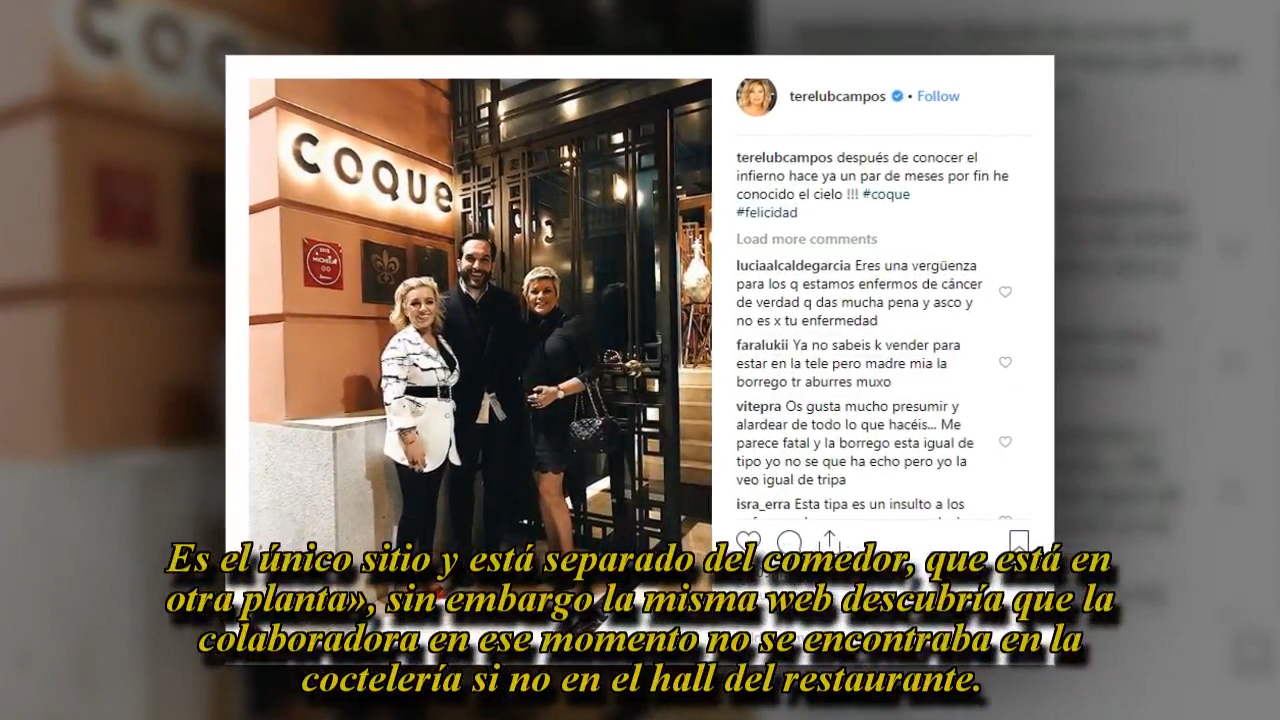 COQUE
MICHELIN
terelubcampos • Follow
terelubcampos después de conocer el
infierno hace ya un par de meses por fin he
conocido el cielo !!! #coque
#felicidad
Load more comments
luciaalcaldegarcia Eres una vergüenza
para los q estamos enfermos de cáncer
de verdad q das mucha pena y asco y
no es x tu enfermedad
faralukii Ya no sabeis k vender para
estar en la tele pero madre mia la
borrego tr aburres muxo
vitepra Os gusta mucho presumir y
alardear de todo lo que hacéis... Me
parece fatal y la borrego esta igual de
tipo yo no se que ha echo pero yo la
veo igual de tripa
isra_erra Esta tipa es un insulto a los
Es el único sitio y está separado del comedor, que está en
otra planta», sin embargo la misma web descubría que la
colaboradora en ese momento no se encontraba en la
coctelería si no en el hall del restaurante.